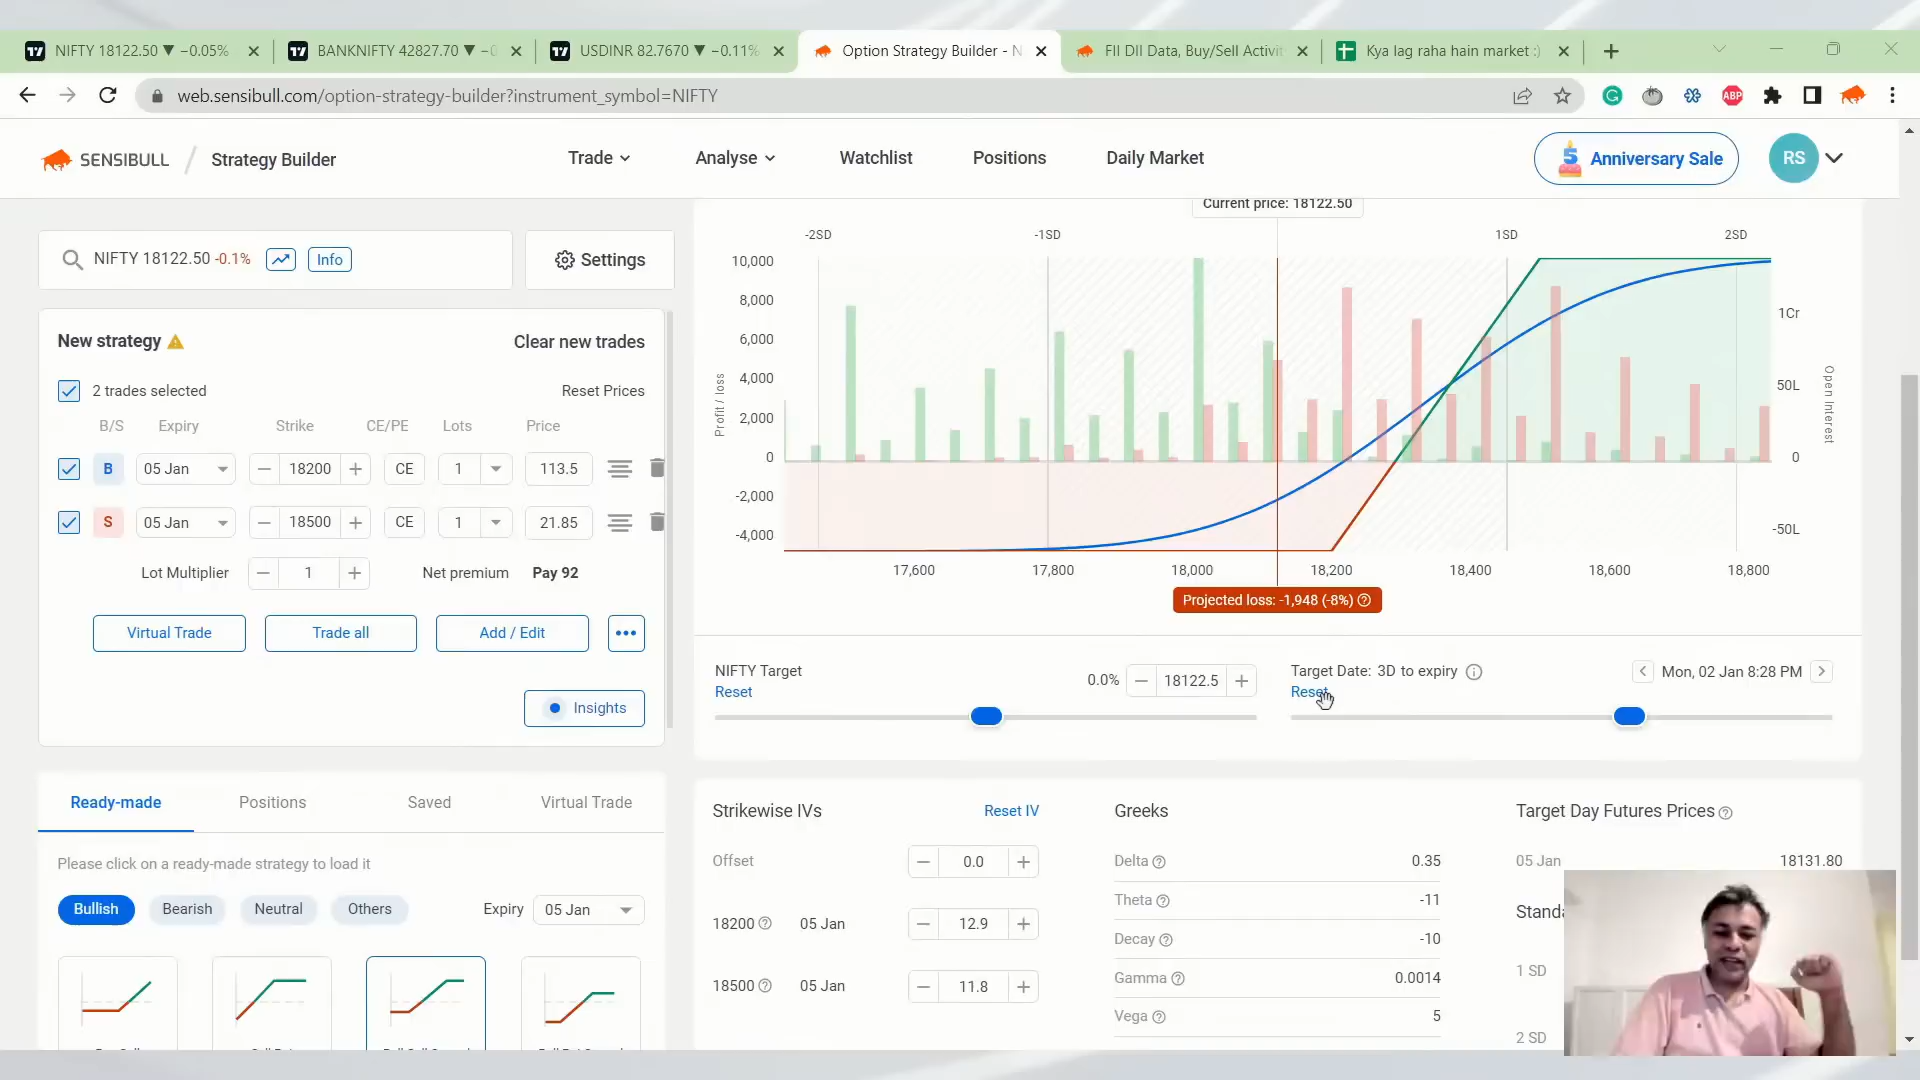 NIFTY 18122.50 ▼ −0.05%
BANKNIFTY 42827.70 ▼ −0
USDINR 82.7670 ▼ −0.11%
Option Strategy Builder - N
FII DII Data, Buy/Sell Activit
Kya lag raha hain market :)
web.sensibull.com/option-strategy-builder?instrument_symbol=NIFTY
ABP
SENSIBULL / Strategy Builder
Trade
Analyse
Watchlist
Positions
Daily Market
5 Anniversary Sale
RS
NIFTY 18122.50 -0.1%
Info
Settings
New strategy
Clear new trades
2 trades selected
Reset Prices
B/S Expiry Strike CE/PE Lots Price
B 05 Jan 18200 CE 1 113.5
S 05 Jan 18500 CE 1 21.85
Lot Multiplier 1 Net premium Pay 92
Virtual Trade
Trade all
Add / Edit
Insights
Ready-made
Positions
Saved
Virtual Trade
Please click on a ready-made strategy to load it
Bullish
Bearish
Neutral
Others
Expiry 05 Jan
Current price: 18122.50
-2SD -1SD 1SD 2SD
Profit / loss
10,000
8,000
6,000
4,000
2,000
0
-2,000
-4,000
1Cr
50L
0
-50L
Open Interest
17,600 17,800 18,000 18,200 18,400 18,600 18,800
Projected loss: -1,948 (-8%)
NIFTY Target
Reset
0.0% 18122.5
Target Date: 3D to expiry
Reset
Mon, 02 Jan 8:28 PM
Strikewise IVs
Reset IV
Offset 0.0
18200 05 Jan 12.9
18500 05 Jan 11.8
Greeks
Delta 0.35
Theta -11
Decay -10
Gamma 0.0014
Vega 5
Target Day Futures Prices
05 Jan 18131.80
Standa
1 SD
2 SD